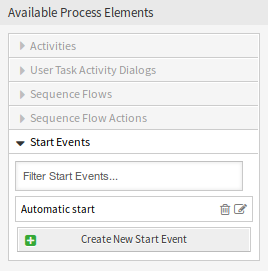 Available Process Elements
Activities
User Task Activity Dialogs
Sequence Flows
Sequence Flow Actions
Start Events
Filter Start Events...
Automatic start
Create New Start Event